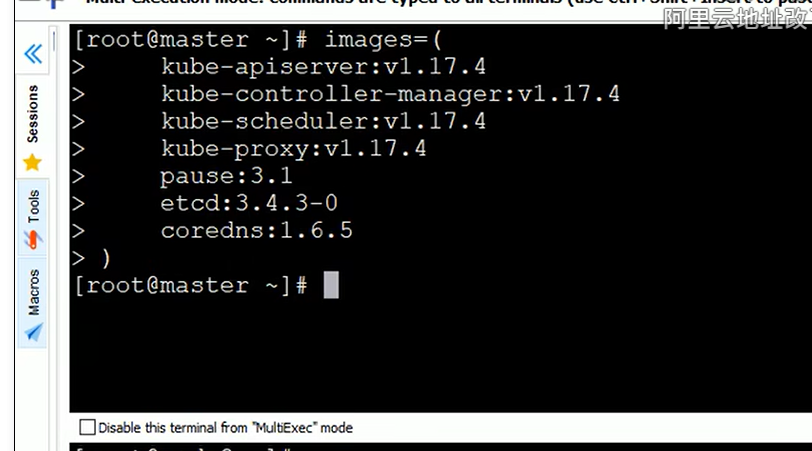 Multi-execution mode: commands are typed to all terminals (use Ctrl+Shift+Insert to
阿里云地址改
[root@master ~]# images=(
>     kube-apiserver:v1.17.4
>     kube-controller-manager:v1.17.4
>     kube-scheduler:v1.17.4
>     kube-proxy:v1.17.4
>     pause:3.1
>     etcd:3.4.3-0
>     coredns:1.6.5
> )
[root@master ~]#
Sessions
Tools
Macros
Disable this terminal from "MultiExec" mode